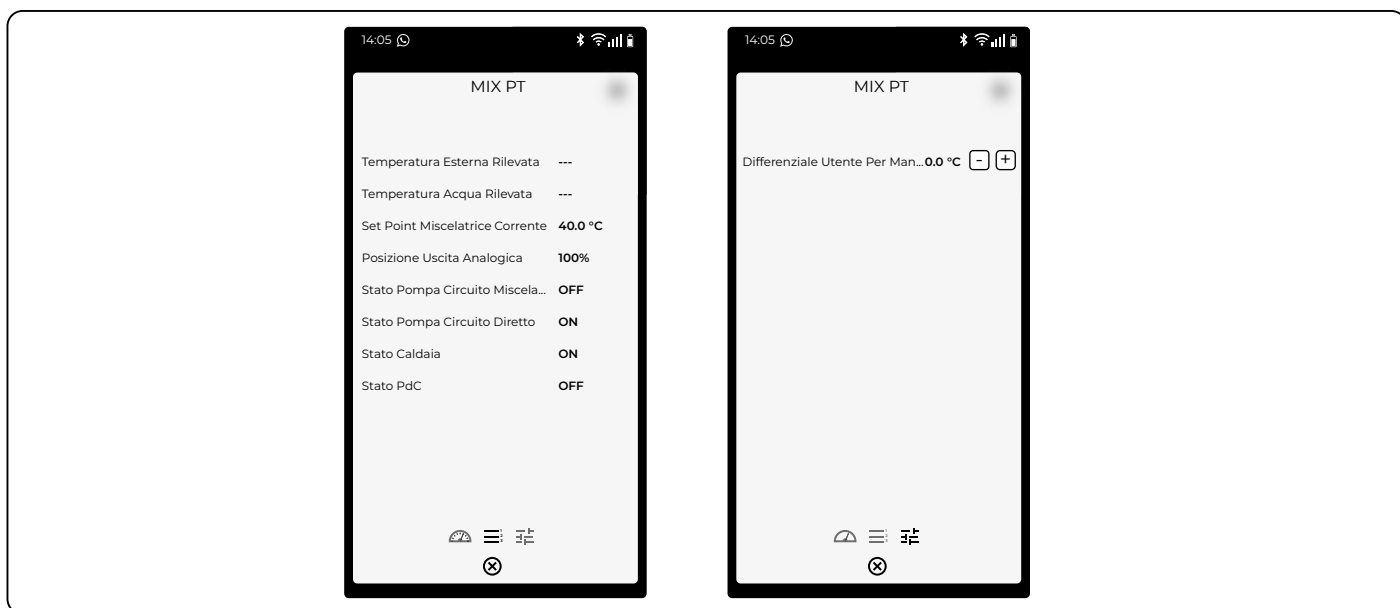 14:05
MIX PT
Temperatura Esterna Rilevata ---
Temperatura Acqua Rilevata ---
Set Point Miscelatrice Corrente 40.0 °C
Posizione Uscita Analogica 100%
Stato Pompa Circuito Miscela... OFF
Stato Pompa Circuito Diretto ON
Stato Caldaia ON
Stato PdC OFF
14:05
MIX PT
Differenziale Utente Per Man... 0.0 °C - +